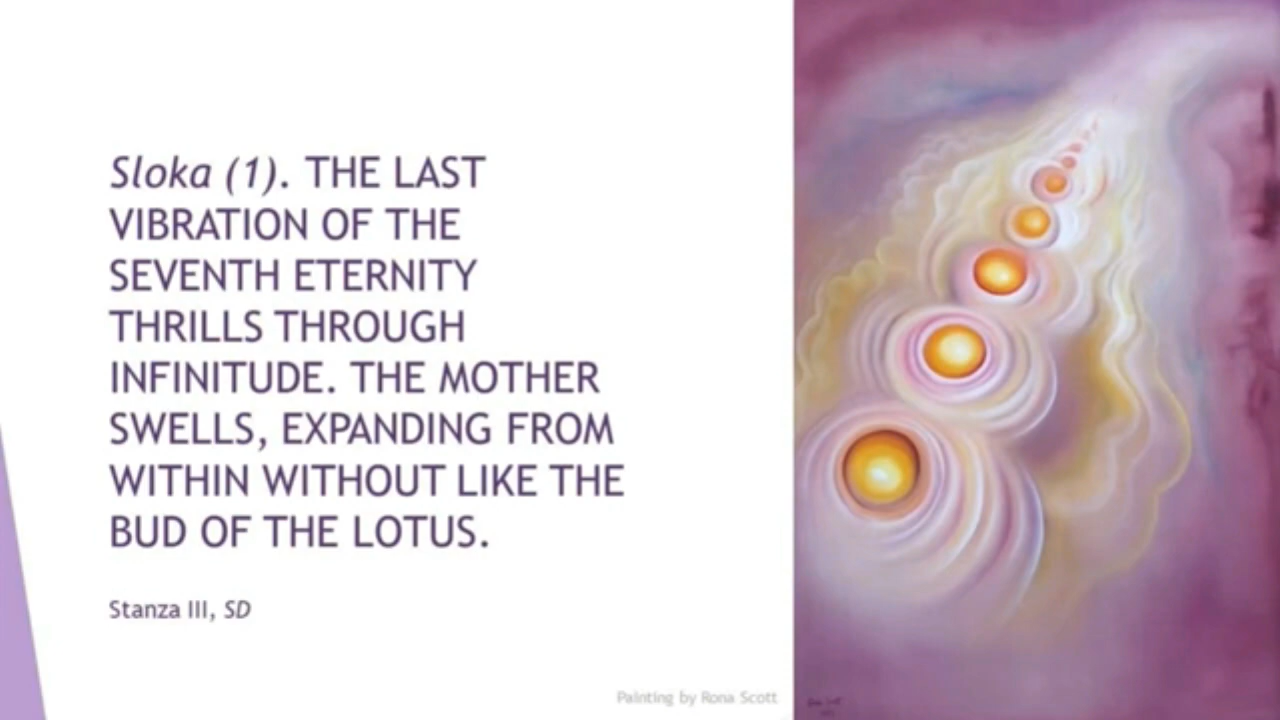 Sloka (1). THE LAST
VIBRATION OF THE
SEVENTH ETERNITY
THRILLS THROUGH
INFINITUDE. THE MOTHER
SWELLS, EXPANDING FROM
WITHIN WITHOUT LIKE THE
BUD OF THE LOTUS.
Stanza III, SD
Painting by Rona Scott